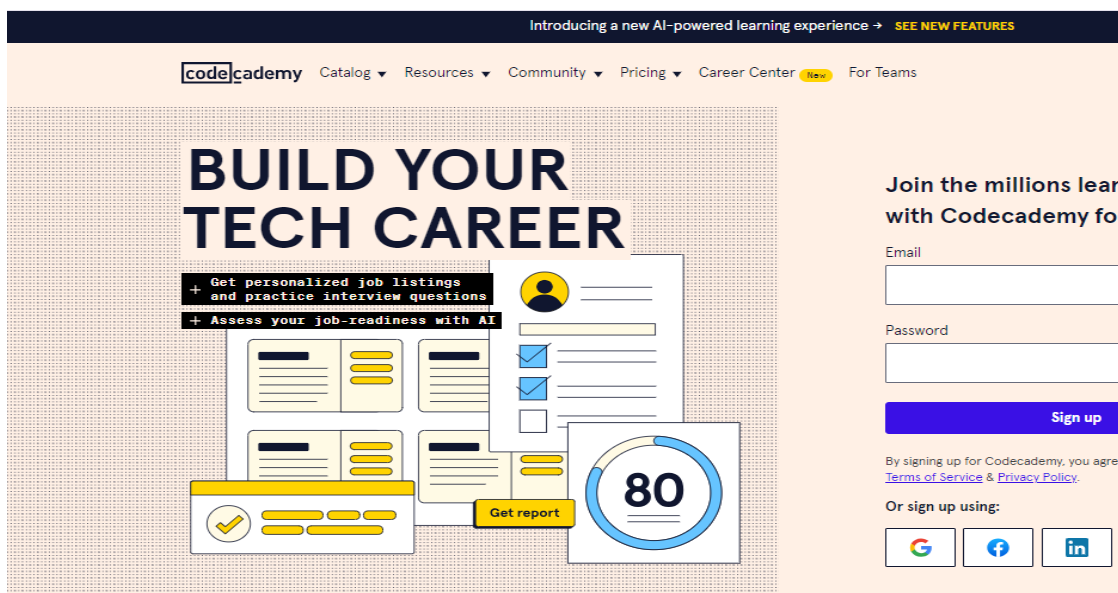 Introducing a new AI-powered learning experience → SEE NEW FEATURES
codecademy Catalog Resources Community Pricing Career Center New For Teams
BUILD YOUR
TECH CAREER
+ Get personalized job listings
and practice interview questions
+ Assess your job-readiness with AI
80
Get report
Join the millions lear
with Codecademy fo
Email
Password
Sign up
By signing up for Codecademy, you agre
Terms of Service & Privacy Policy.
Or sign up using:
in